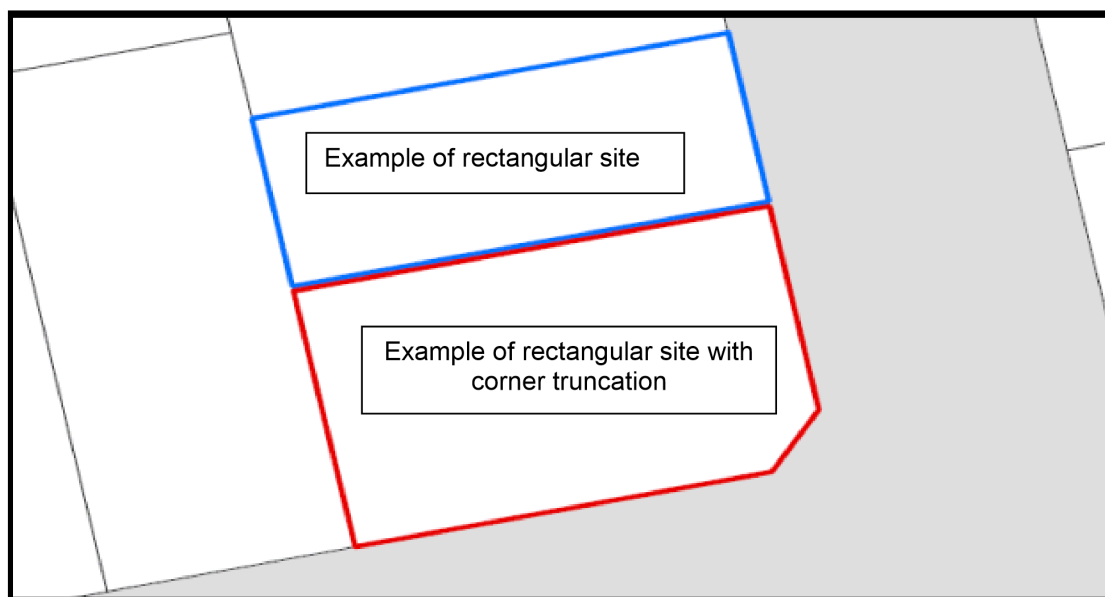 Example of rectangular site
Example of rectangular site with
corner truncation